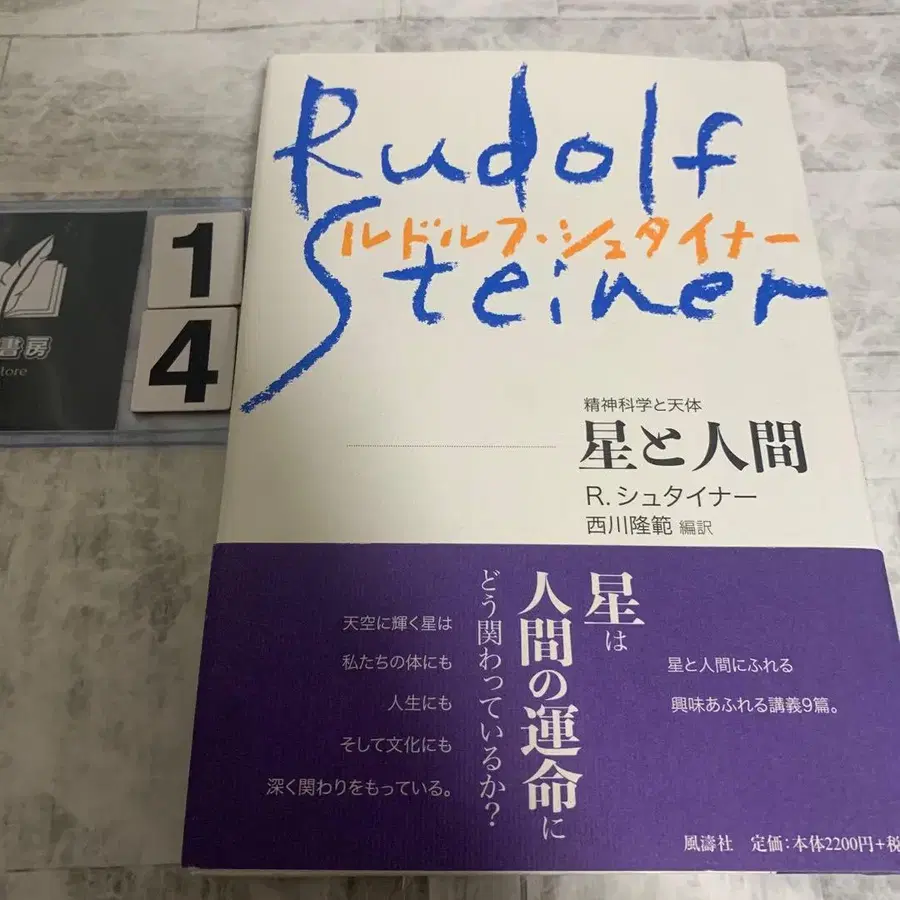 Rudolf
ルドルフ・シュタイナー
Steiner
精神科学と天体
星と人間
R.シュタイナー
西川隆範 編訳
星は
人間の運命に
どう関わっているか?
天空に輝く星は
私たちの体にも
人生にも
そして文化にも
深く関わりをもっている。
星と人間にふれる
興味あふれる講義9篇。
風濤社 定価:本体2200円+税
1
4
書房
tore